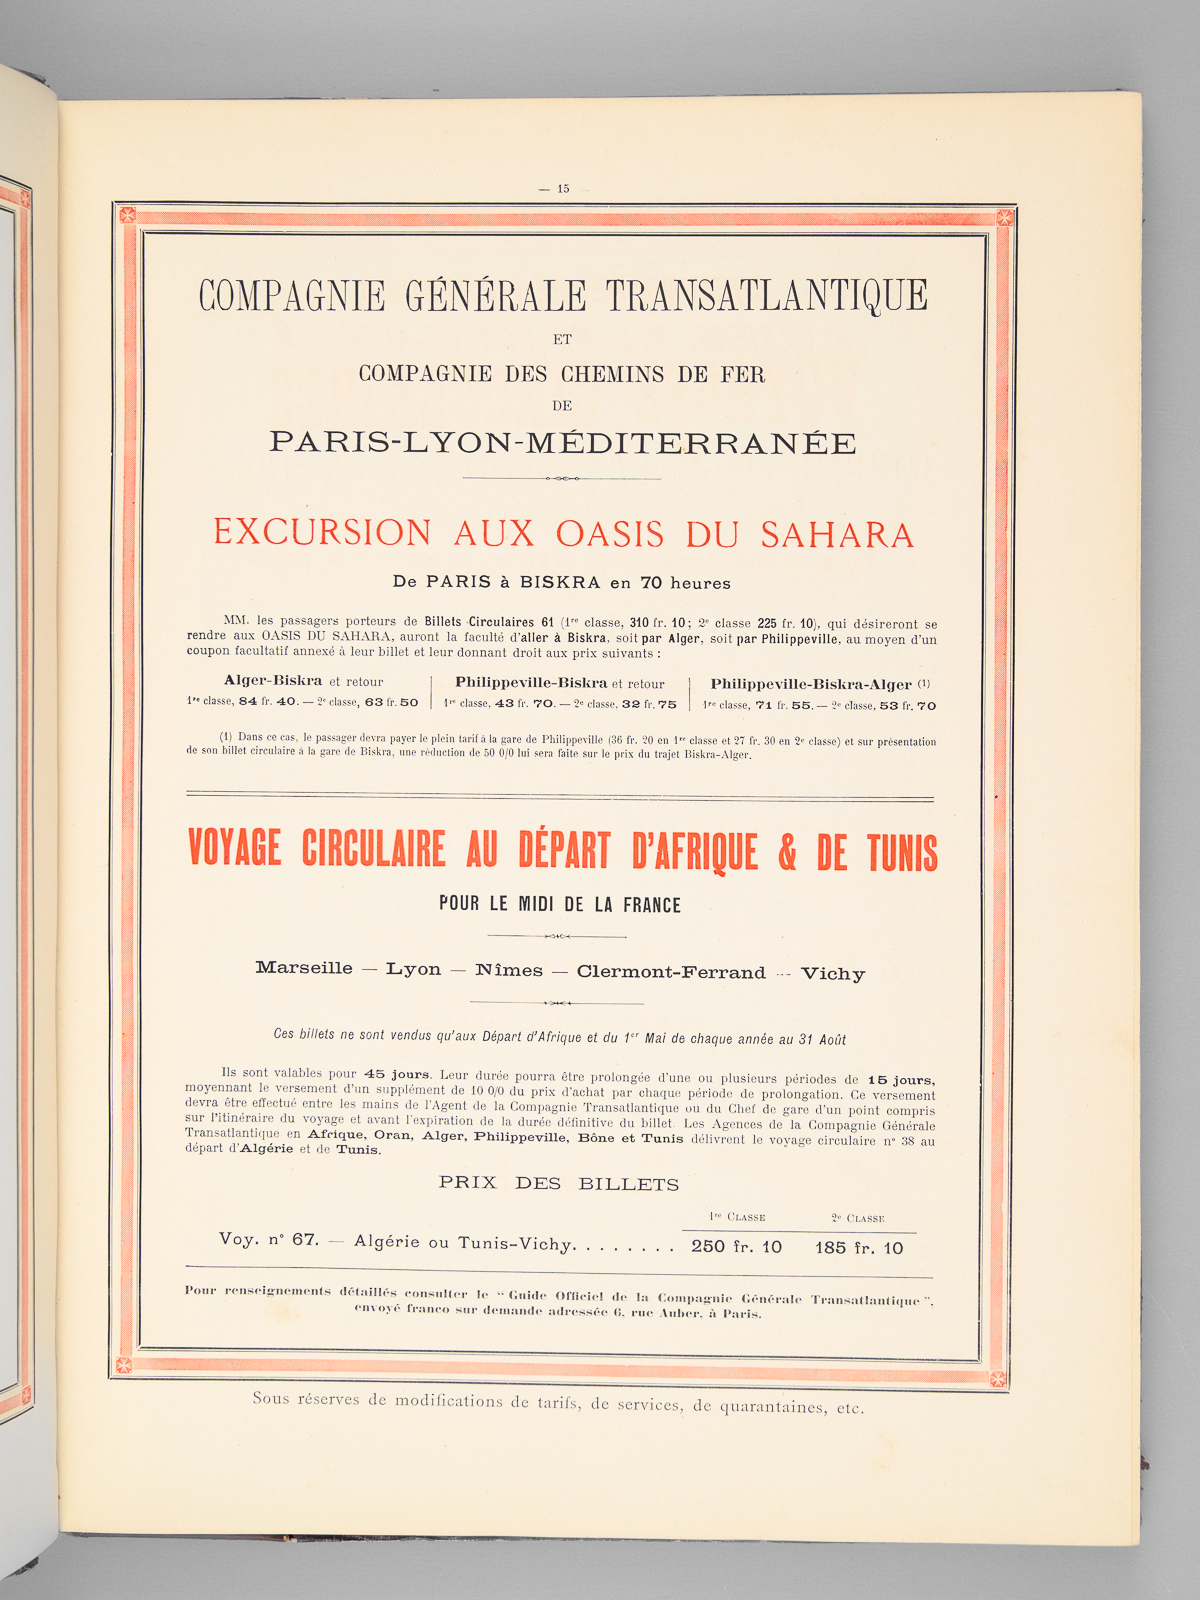 — 15 —
COMPAGNIE GÉNÉRALE TRANSATLANTIQUE
ET
COMPAGNIE DES CHEMINS DE FER
DE
PARIS-LYON-MÉDITERRANÉE
EXCURSION AUX OASIS DU SAHARA
De PARIS à BISKRA en 70 heures
MM. les passagers porteurs de Billets Circulaires 61 (1re classe, 310 fr. 10; 2e classe 225 fr. 10), qui désireront se
rendre aux OASIS DU SAHARA, auront la faculté d'aller à Biskra, soit par Alger, soit par Philippeville, au moyen d'un
coupon facultatif annexé à leur billet et leur donnant droit aux prix suivants :
Alger-Biskra et retour
1re classe, 84 fr. 40. — 2e classe, 63 fr. 50
Philippeville-Biskra et retour
1re classe, 43 fr. 70. — 2e classe, 32 fr. 75
Philippeville-Biskra-Alger (1)
1re classe, 71 fr. 55. — 2e classe, 53 fr. 70
(1) Dans ce cas, le passager devra payer le plein tarif à la gare de Philippeville (36 fr. 20 en 1re classe et 27 fr. 30 en 2e classe) et sur présentation
de son billet circulaire à la gare de Biskra, une réduction de 50 0/0 lui sera faite sur le prix du trajet Biskra-Alger.
VOYAGE CIRCULAIRE AU DÉPART D'AFRIQUE & DE TUNIS
POUR LE MIDI DE LA FRANCE
Marseille — Lyon — Nîmes — Clermont-Ferrand — Vichy
Ces billets ne sont vendus qu'aux Départ d'Afrique et du 1er Mai de chaque année au 31 Août
Ils sont valables pour 45 jours. Leur durée pourra être prolongée d'une ou plusieurs périodes de 15 jours,
moyennant le versement d'un supplément de 10 0/0 du prix d'achat par chaque période de prolongation. Ce versement
devra être effectué entre les mains de l'Agent de la Compagnie Transatlantique ou du Chef de gare d'un point compris
sur l'itinéraire du voyage et avant l'expiration de la durée définitive du billet. Les Agences de la Compagnie Générale
Transatlantique en Afrique, Oran, Alger, Philippeville, Bône et Tunis délivrent le voyage circulaire n° 38 au
départ d'Algérie et de Tunis.
PRIX DES BILLETS
1re CLASSE 2e CLASSE
Voy. n° 67. — Algérie ou Tunis-Vichy. . . . . . . . 250 fr. 10 185 fr. 10
Pour renseignements détaillés consulter le "Guide Officiel de la Compagnie Générale Transatlantique",
envoyé franco sur demande adressée 6, rue Auber, à Paris.
Sous réserves de modifications de tarifs, de services, de quarantaines, etc.